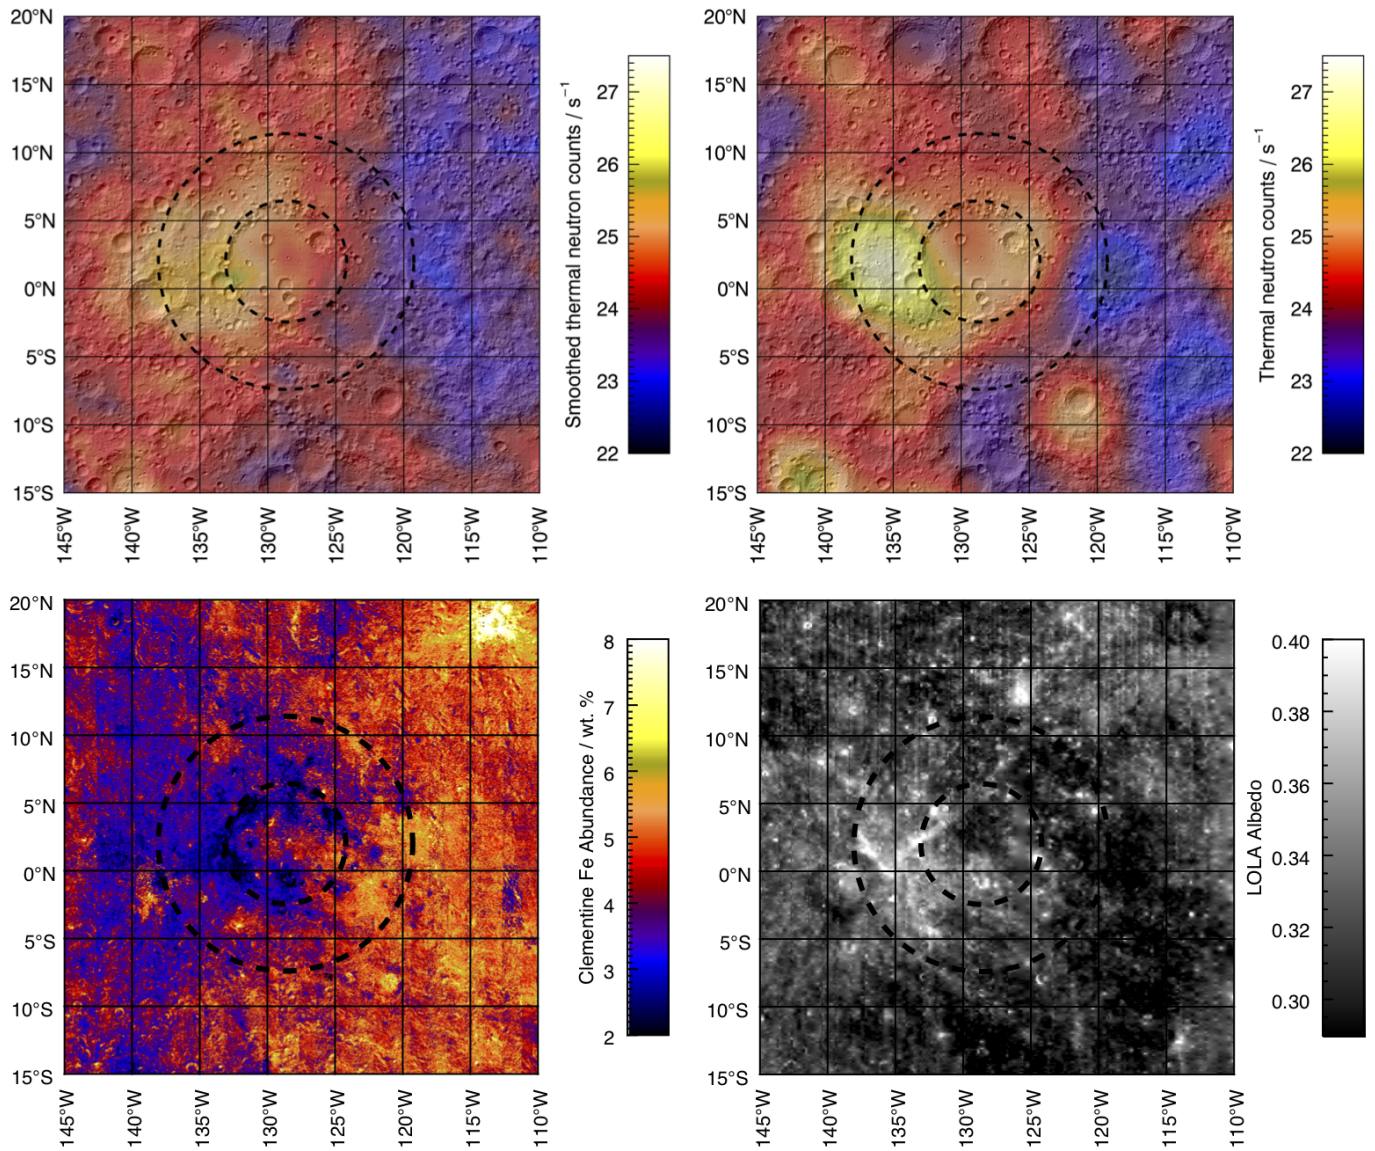 20°N
15°N
10°N
5°N
0°N
5°S
10°S
15°S
145°W
140°W
135°W
130°W
125°W
120°W
115°W
110°W
Smoothed thermal neutron counts / s⁻¹
27
26
25
24
23
22
20°N
15°N
10°N
5°N
0°N
5°S
10°S
15°S
145°W
140°W
135°W
130°W
125°W
120°W
115°W
110°W
Thermal neutron counts / s⁻¹
27
26
25
24
23
22
20°N
15°N
10°N
5°N
0°N
5°S
10°S
15°S
145°W
140°W
135°W
130°W
125°W
120°W
115°W
110°W
Clementine Fe Abundance / wt. %
8
7
6
5
4
3
2
20°N
15°N
10°N
5°N
0°N
5°S
10°S
15°S
145°W
140°W
135°W
130°W
125°W
120°W
115°W
110°W
LOLA Albedo
0.40
0.38
0.36
0.34
0.32
0.30